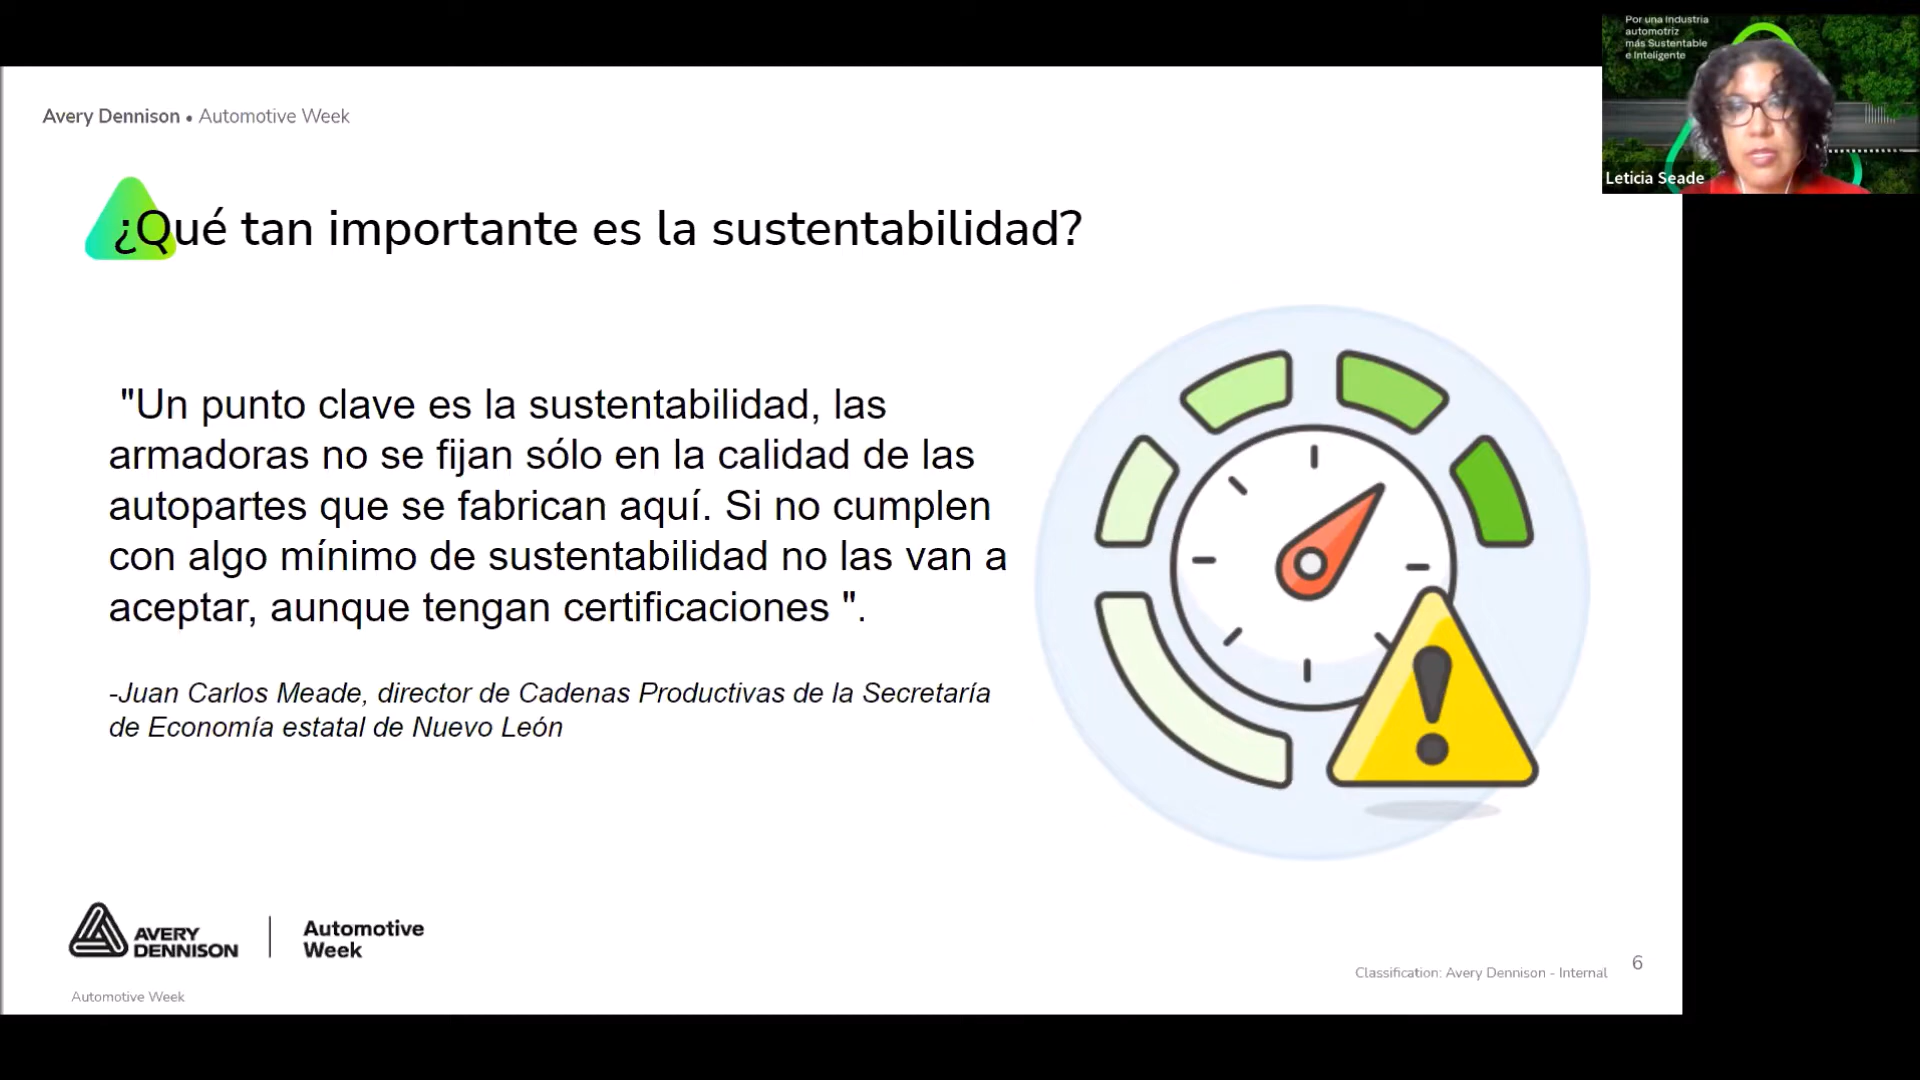 Por una Industria
automotriz
más Sustentable
e Inteligente
Leticia Seade
Avery Dennison • Automotive Week
¿Qué tan importante es la sustentabilidad?
"Un punto clave es la sustentabilidad, las
armadoras no se fijan sólo en la calidad de las
autopartes que se fabrican aquí. Si no cumplen
con algo mínimo de sustentabilidad no las van a
aceptar, aunque tengan certificaciones ".
-Juan Carlos Meade, director de Cadenas Productivas de la Secretaría
de Economía estatal de Nuevo León
AVERY
DENNISON
Automotive
Week
Classification: Avery Dennison - Internal
6
Automotive Week